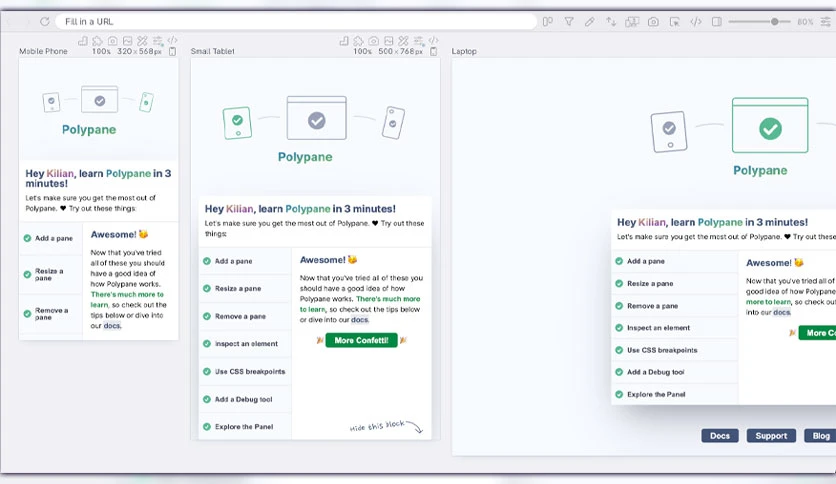 Fill in a URL
80%
Mobile Phone
100% 320×568px
Polypane
Hey Kilian, learn Polypane in 3
minutes!
Let's make sure you get the most out of
Polypane. ♥ Try out these things:
Add a pane
Resize a
pane
Remove a
pane
Awesome!
Now that you've tried
all of these you should
have a good idea of
how Polypane works.
There's much more to
learn, so check out the
tips below or dive into
our docs.
Small Tablet
100% 500×768px
Polypane
Hey Kilian, learn Polypane in 3 minutes!
Let's make sure you get the most out of Polypane. ♥ Try out these
things:
Add a pane
Resize a pane
Remove a pane
Inspect an element
Use CSS breakpoints
Add a Debug tool
Explore the Panel
Awesome!
Now that you've tried all of these you
should have a good idea of how
Polypane works. There's much more
to learn, so check out the tips below
or dive into our docs.
More Confetti!
Hide this block
Laptop
Polypane
Hey Kilian, learn Polypane in 3 minutes!
Let's make sure you get the most out of Polypane. ♥ Try out these
Add a pane
Resize a pane
Remove a pane
Inspect an element
Use CSS breakpoints
Add a Debug tool
Explore the Panel
Awesome!
Now that you've tried all of these
good idea of how Polypane
more to learn, so check out
into our docs.
More Co
Docs
Support
Blog